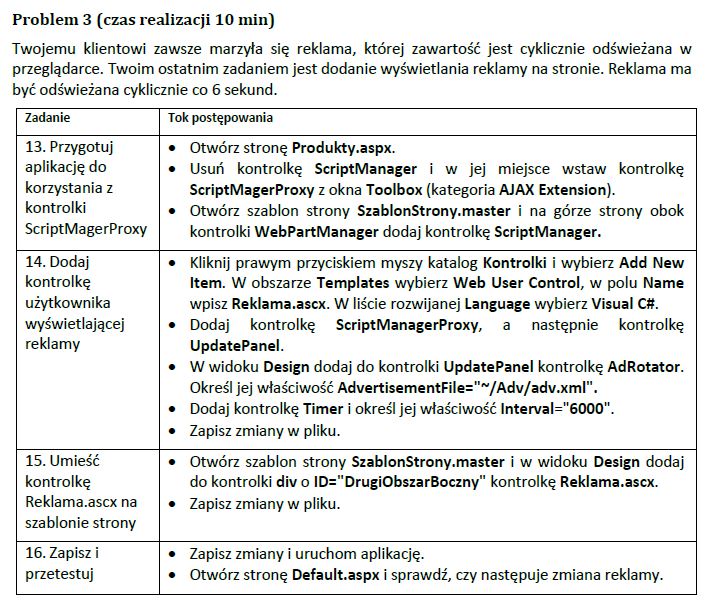 Problem 3 (czas realizacji 10 min)
Twojemu klientowi zawsze marzyła się reklama, której zawartość jest cyklicznie odświeżana w
przeglądarce. Twoim ostatnim zadaniem jest dodanie wyświetlania reklamy na stronie. Reklama ma
być odświeżana cyklicznie co 6 sekund.
Zadanie
Tok postępowania
13. Przygotuj
aplikację do
korzystania z
kontrolki
ScriptMagerProxy
• Otwórz stronę Produkty.aspx.
• Usuń kontrolkę ScriptManager i w jej miejsce wstaw kontrolkę
ScriptMagerProxy z okna Toolbox (kategoria AJAX Extension).
• Otwórz szablon strony SzablonStrony.master i na górze strony obok
kontrolki WebPartManager dodaj kontrolkę ScriptManager.
14. Dodaj
kontrolkę
użytkownika
wyświetlającej
reklamy
• Kliknij prawym przyciskiem myszy katalog Kontrolki i wybierz Add New
Item. W obszarze Templates wybierz Web User Control, w polu Name
wpisz Reklama.ascx. W liście rozwijanej Language wybierz Visual C#.
• Dodaj kontrolkę ScriptManagerProxy, a następnie kontrolkę
UpdatePanel.
• W widoku Design dodaj do kontrolki UpdatePanel kontrolkę AdRotator.
Określ jej właściwość AdvertisementFile="~/Adv/adv.xml".
• Dodaj kontrolkę Timer i określ jej właściwość Interval="6000".
• Zapisz zmiany w pliku.
15. Umieść
kontrolkę
Reklama.ascx na
szablonie strony
• Otwórz szablon strony SzablonStrony.master i w widoku Design dodaj
do kontrolki div o ID="DrugiObszarBoczny" kontrolkę Reklama.ascx.
• Zapisz zmiany w pliku.
16. Zapisz i
przetestuj
• Zapisz zmiany i uruchom aplikację.
• Otwórz stronę Default.aspx i sprawdź, czy następuje zmiana reklamy.